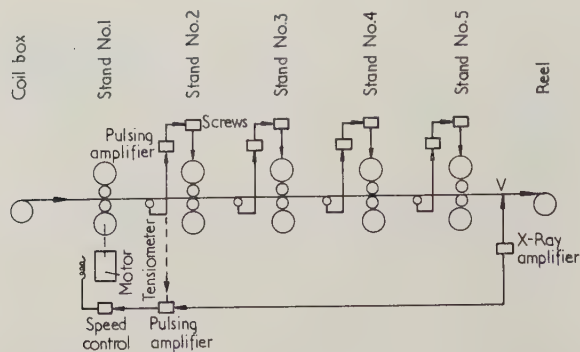 Coil box
Stand No.1
Stand No.2
Stand No.3
Stand No.4
Stand No.5
Reel
Screws
Pulsing
amplifier
V
Tensiometer
X-Ray
amplifier
Motor
Speed
control
Pulsing
amplifier